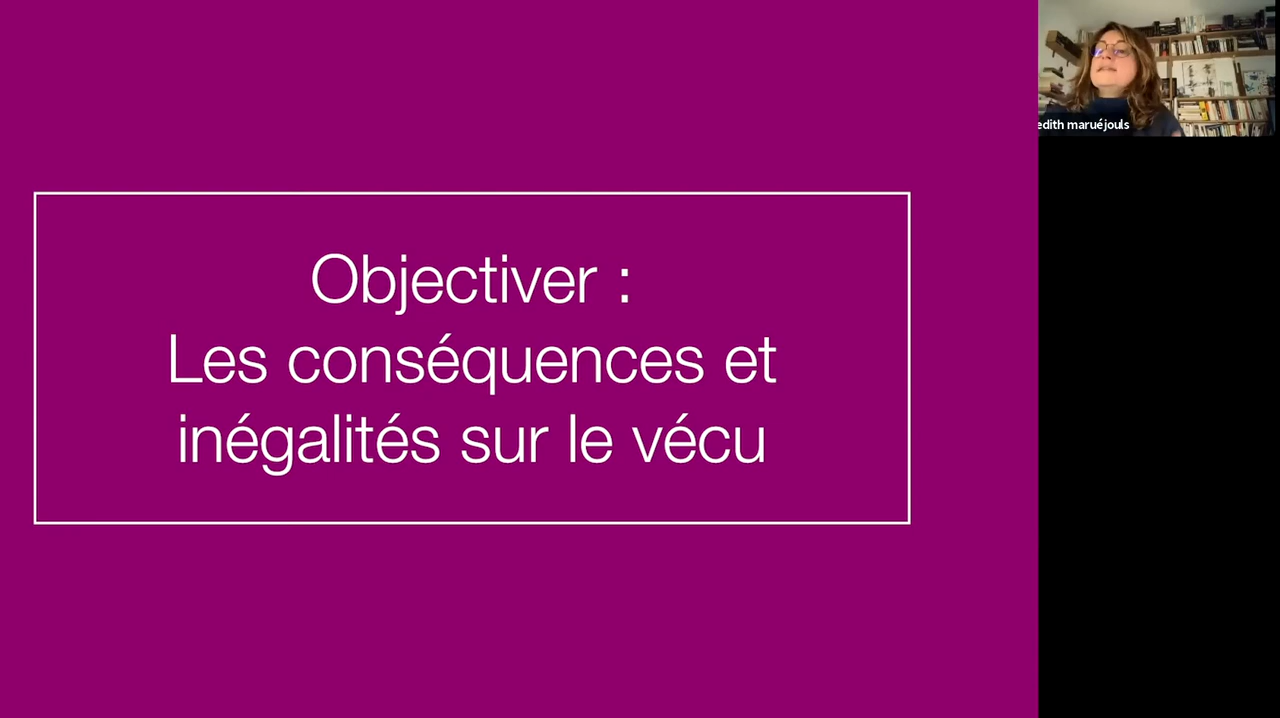 Objectiver :
Les conséquences et
inégalités sur le vécu
edith maruéjouls